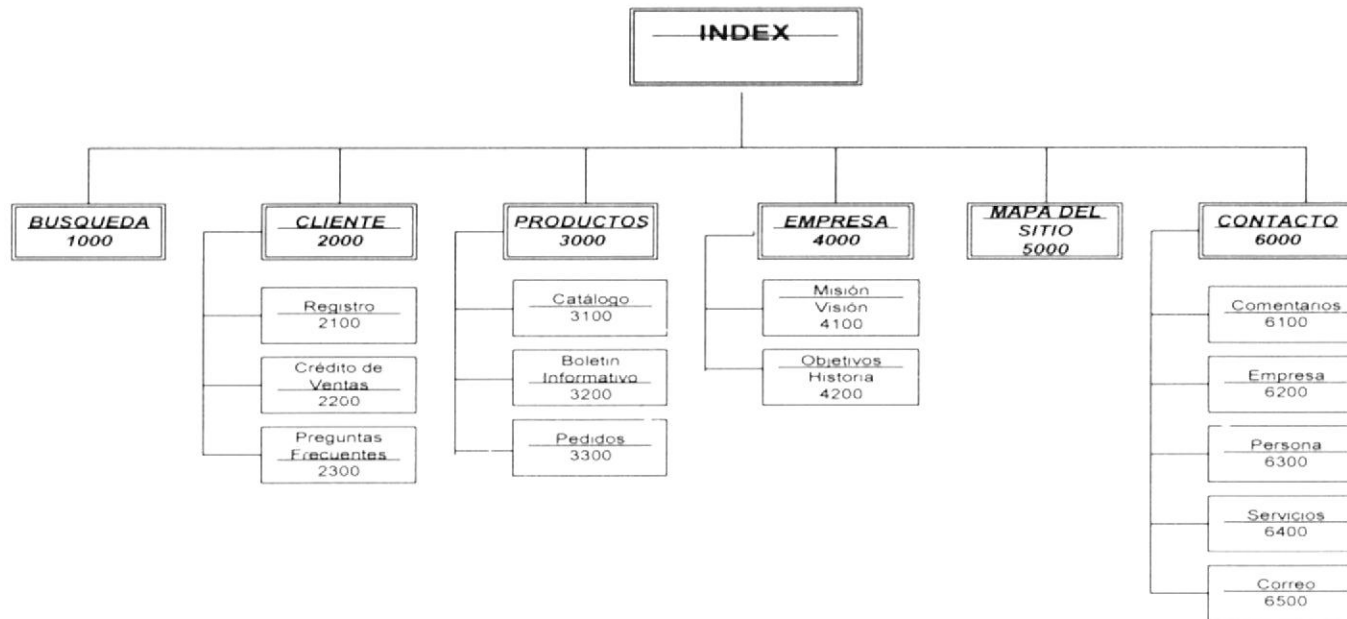 INDEX
BUSQUEDA
1000
CLIENTE
2000
Registro
2100
Crédito de
Ventas
2200
Preguntas
Frecuentes
2300
PRODUCTOS
3000
Catálogo
3100
Boletin
Informativo
3200
Pedidos
3300
EMPRESA
4000
Misión
Visión
4100
Objetivos
Historia
4200
MAPA DEL
SITIO
5000
CONTACTO
6000
Comentarios
6100
Empresa
6200
Persona
6300
Servicios
6400
Correo
6500